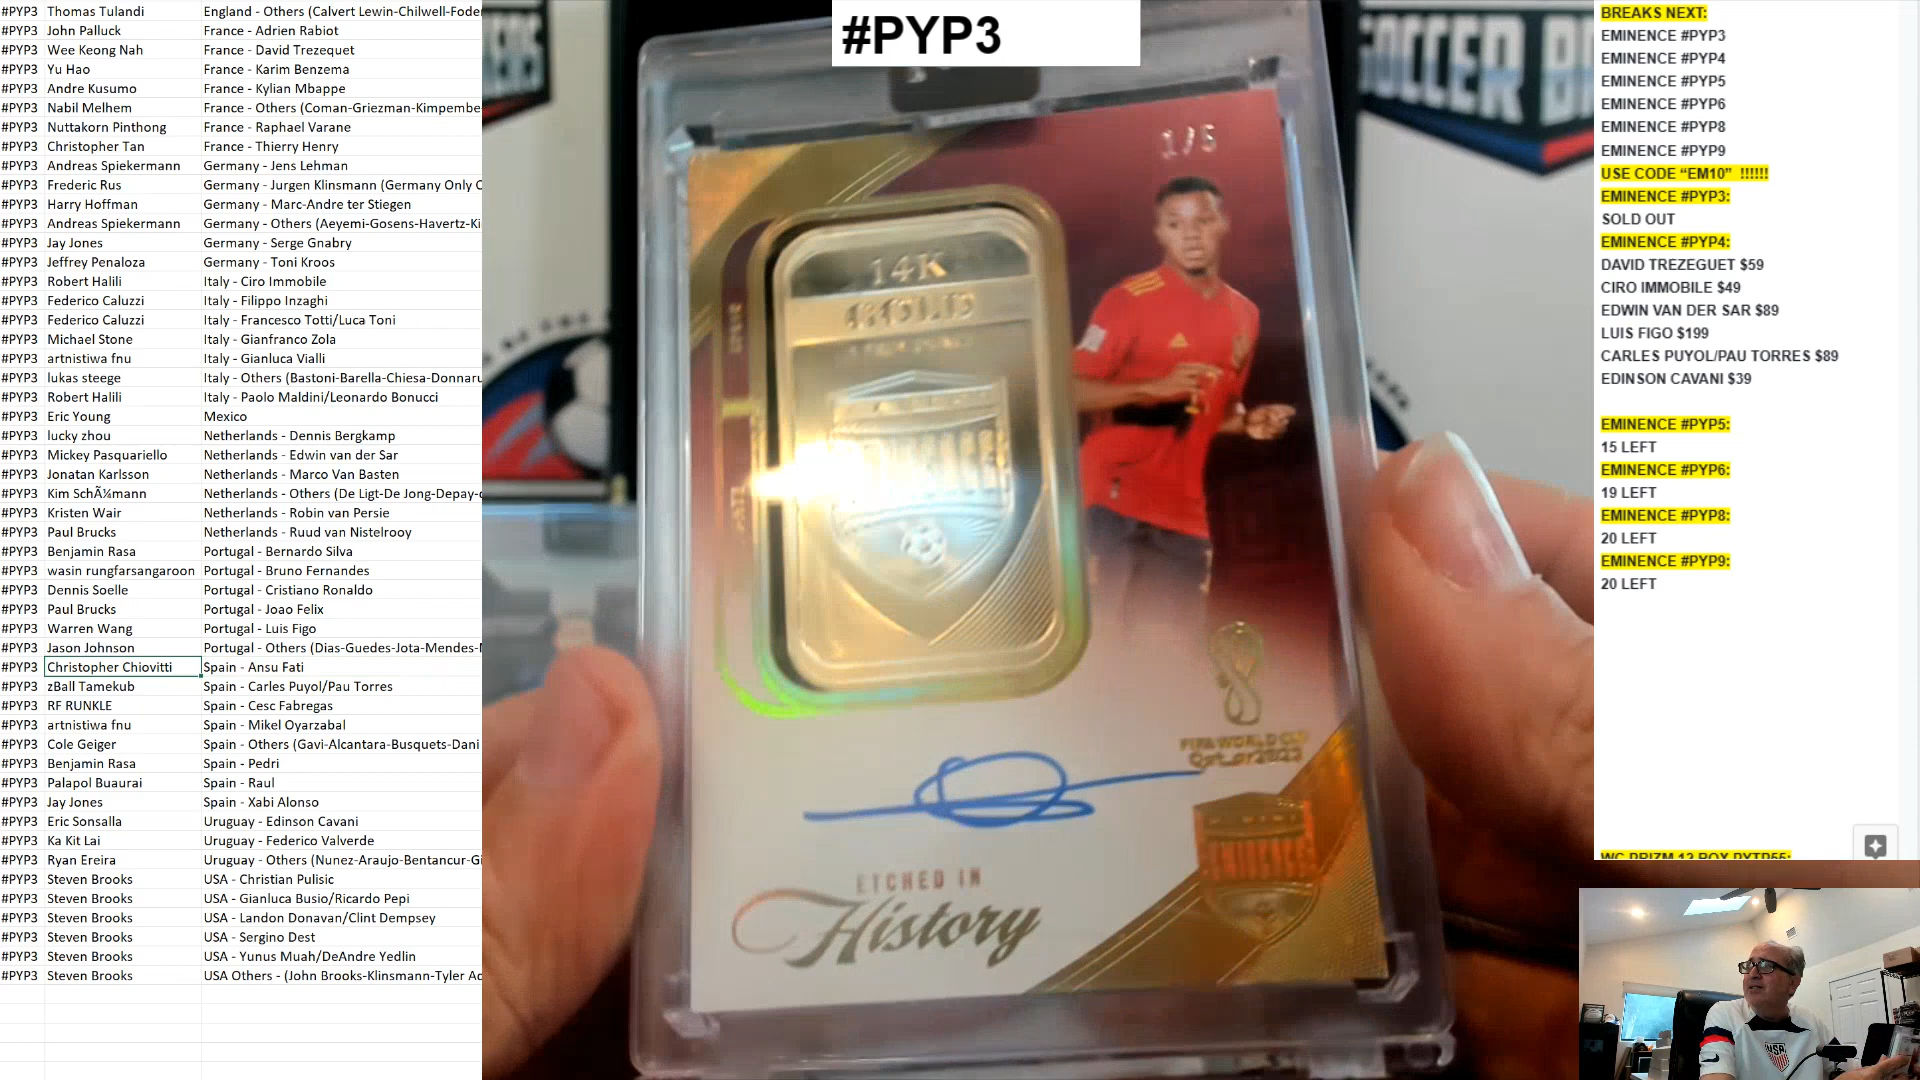 #PYP3 Thomas Tulandi England - Others (Calvert Lewin-Chilwell-Foden
#PYP3 John Palluck France - Adrien Rabiot
#PYP3 Wee Keong Nah France - David Trezequet
#PYP3 Yu Hao France - Karim Benzema
#PYP3 Andre Kusumo France - Kylian Mbappe
#PYP3 Nabil Melhem France - Others (Coman-Griezman-Kimpembe
#PYP3 Nuttakorn Pinthong France - Raphael Varane
#PYP3 Christopher Tan France - Thierry Henry
#PYP3 Andreas Spiekermann Germany - Jens Lehman
#PYP3 Frederic Rus Germany - Jurgen Klinsmann (Germany Only C
#PYP3 Harry Hoffman Germany - Marc-Andre ter Stiegen
#PYP3 Andreas Spiekermann Germany - Others (Aeyemi-Gosens-Havertz-Ki
#PYP3 Jay Jones Germany - Serge Gnabry
#PYP3 Jeffrey Penaloza Germany - Toni Kroos
#PYP3 Robert Halili Italy - Ciro Immobile
#PYP3 Federico Caluzzi Italy - Filippo Inzaghi
#PYP3 Federico Caluzzi Italy - Francesco Totti/Luca Toni
#PYP3 Michael Stone Italy - Gianfranco Zola
#PYP3 artnistiwa fnu Italy - Gianluca Vialli
#PYP3 lukas steege Italy - Others (Bastoni-Barella-Chiesa-Donnaru
#PYP3 Robert Halili Italy - Paolo Maldini/Leonardo Bonucci
#PYP3 Eric Young Mexico
#PYP3 lucky zhou Netherlands - Dennis Bergkamp
#PYP3 Mickey Pasquariello Netherlands - Edwin van der Sar
#PYP3 Jonatan Karlsson Netherlands - Marco Van Basten
#PYP3 Kim SchÃ¼mann Netherlands - Others (De Ligt-De Jong-Depay-d
#PYP3 Kristen Wair Netherlands - Robin van Persie
#PYP3 Paul Brucks Netherlands - Ruud van Nistelrooy
#PYP3 Benjamin Rasa Portugal - Bernardo Silva
#PYP3 wasin rungfarsangaroon Portugal - Bruno Fernandes
#PYP3 Dennis Soelle Portugal - Cristiano Ronaldo
#PYP3 Paul Brucks Portugal - Joao Felix
#PYP3 Warren Wang Portugal - Luis Figo
#PYP3 Jason Johnson Portugal - Others (Dias-Guedes-Jota-Mendes-N
#PYP3 Christopher Chiovitti Spain - Ansu Fati
#PYP3 zBall Tamekub Spain - Carles Puyol/Pau Torres
#PYP3 RF RUNKLE Spain - Cesc Fabregas
#PYP3 artnistiwa fnu Spain - Mikel Oyarzabal
#PYP3 Cole Geiger Spain - Others (Gavi-Alcantara-Busquets-Dani
#PYP3 Benjamin Rasa Spain - Pedri
#PYP3 Palapol Buaurai Spain - Raul
#PYP3 Jay Jones Spain - Xabi Alonso
#PYP3 Eric Sonsalla Uruguay - Edinson Cavani
#PYP3 Ka Kit Lai Uruguay - Federico Valverde
#PYP3 Ryan Ereira Uruguay - Others (Nunez-Araujo-Bentancur-Gi
#PYP3 Steven Brooks USA - Christian Pulisic
#PYP3 Steven Brooks USA - Gianluca Busio/Ricardo Pepi
#PYP3 Steven Brooks USA - Landon Donavan/Clint Dempsey
#PYP3 Steven Brooks USA - Sergino Dest
#PYP3 Steven Brooks USA - Yunus Muah/DeAndre Yedlin
#PYP3 Steven Brooks USA Others - (John Brooks-Klinsmann-Tyler Ad
#PYP3
SOCCER BR
1/5
14K
ETCHED IN
History
FIFA WORLD CUP
Qatar2022
BREAKS NEXT:
EMINENCE #PYP3
EMINENCE #PYP4
EMINENCE #PYP5
EMINENCE #PYP6
EMINENCE #PYP8
EMINENCE #PYP9
USE CODE “EM10” !!!!!!
EMINENCE #PYP3:
SOLD OUT
EMINENCE #PYP4:
DAVID TREZEGUET $59
CIRO IMMOBILE $49
EDWIN VAN DER SAR $89
LUIS FIGO $199
CARLES PUYOL/PAU TORRES $89
EDINSON CAVANI $39
EMINENCE #PYP5:
15 LEFT
EMINENCE #PYP6:
19 LEFT
EMINENCE #PYP8:
20 LEFT
EMINENCE #PYP9:
20 LEFT
WC PRIZM 12 BOX PYTP55:
USA